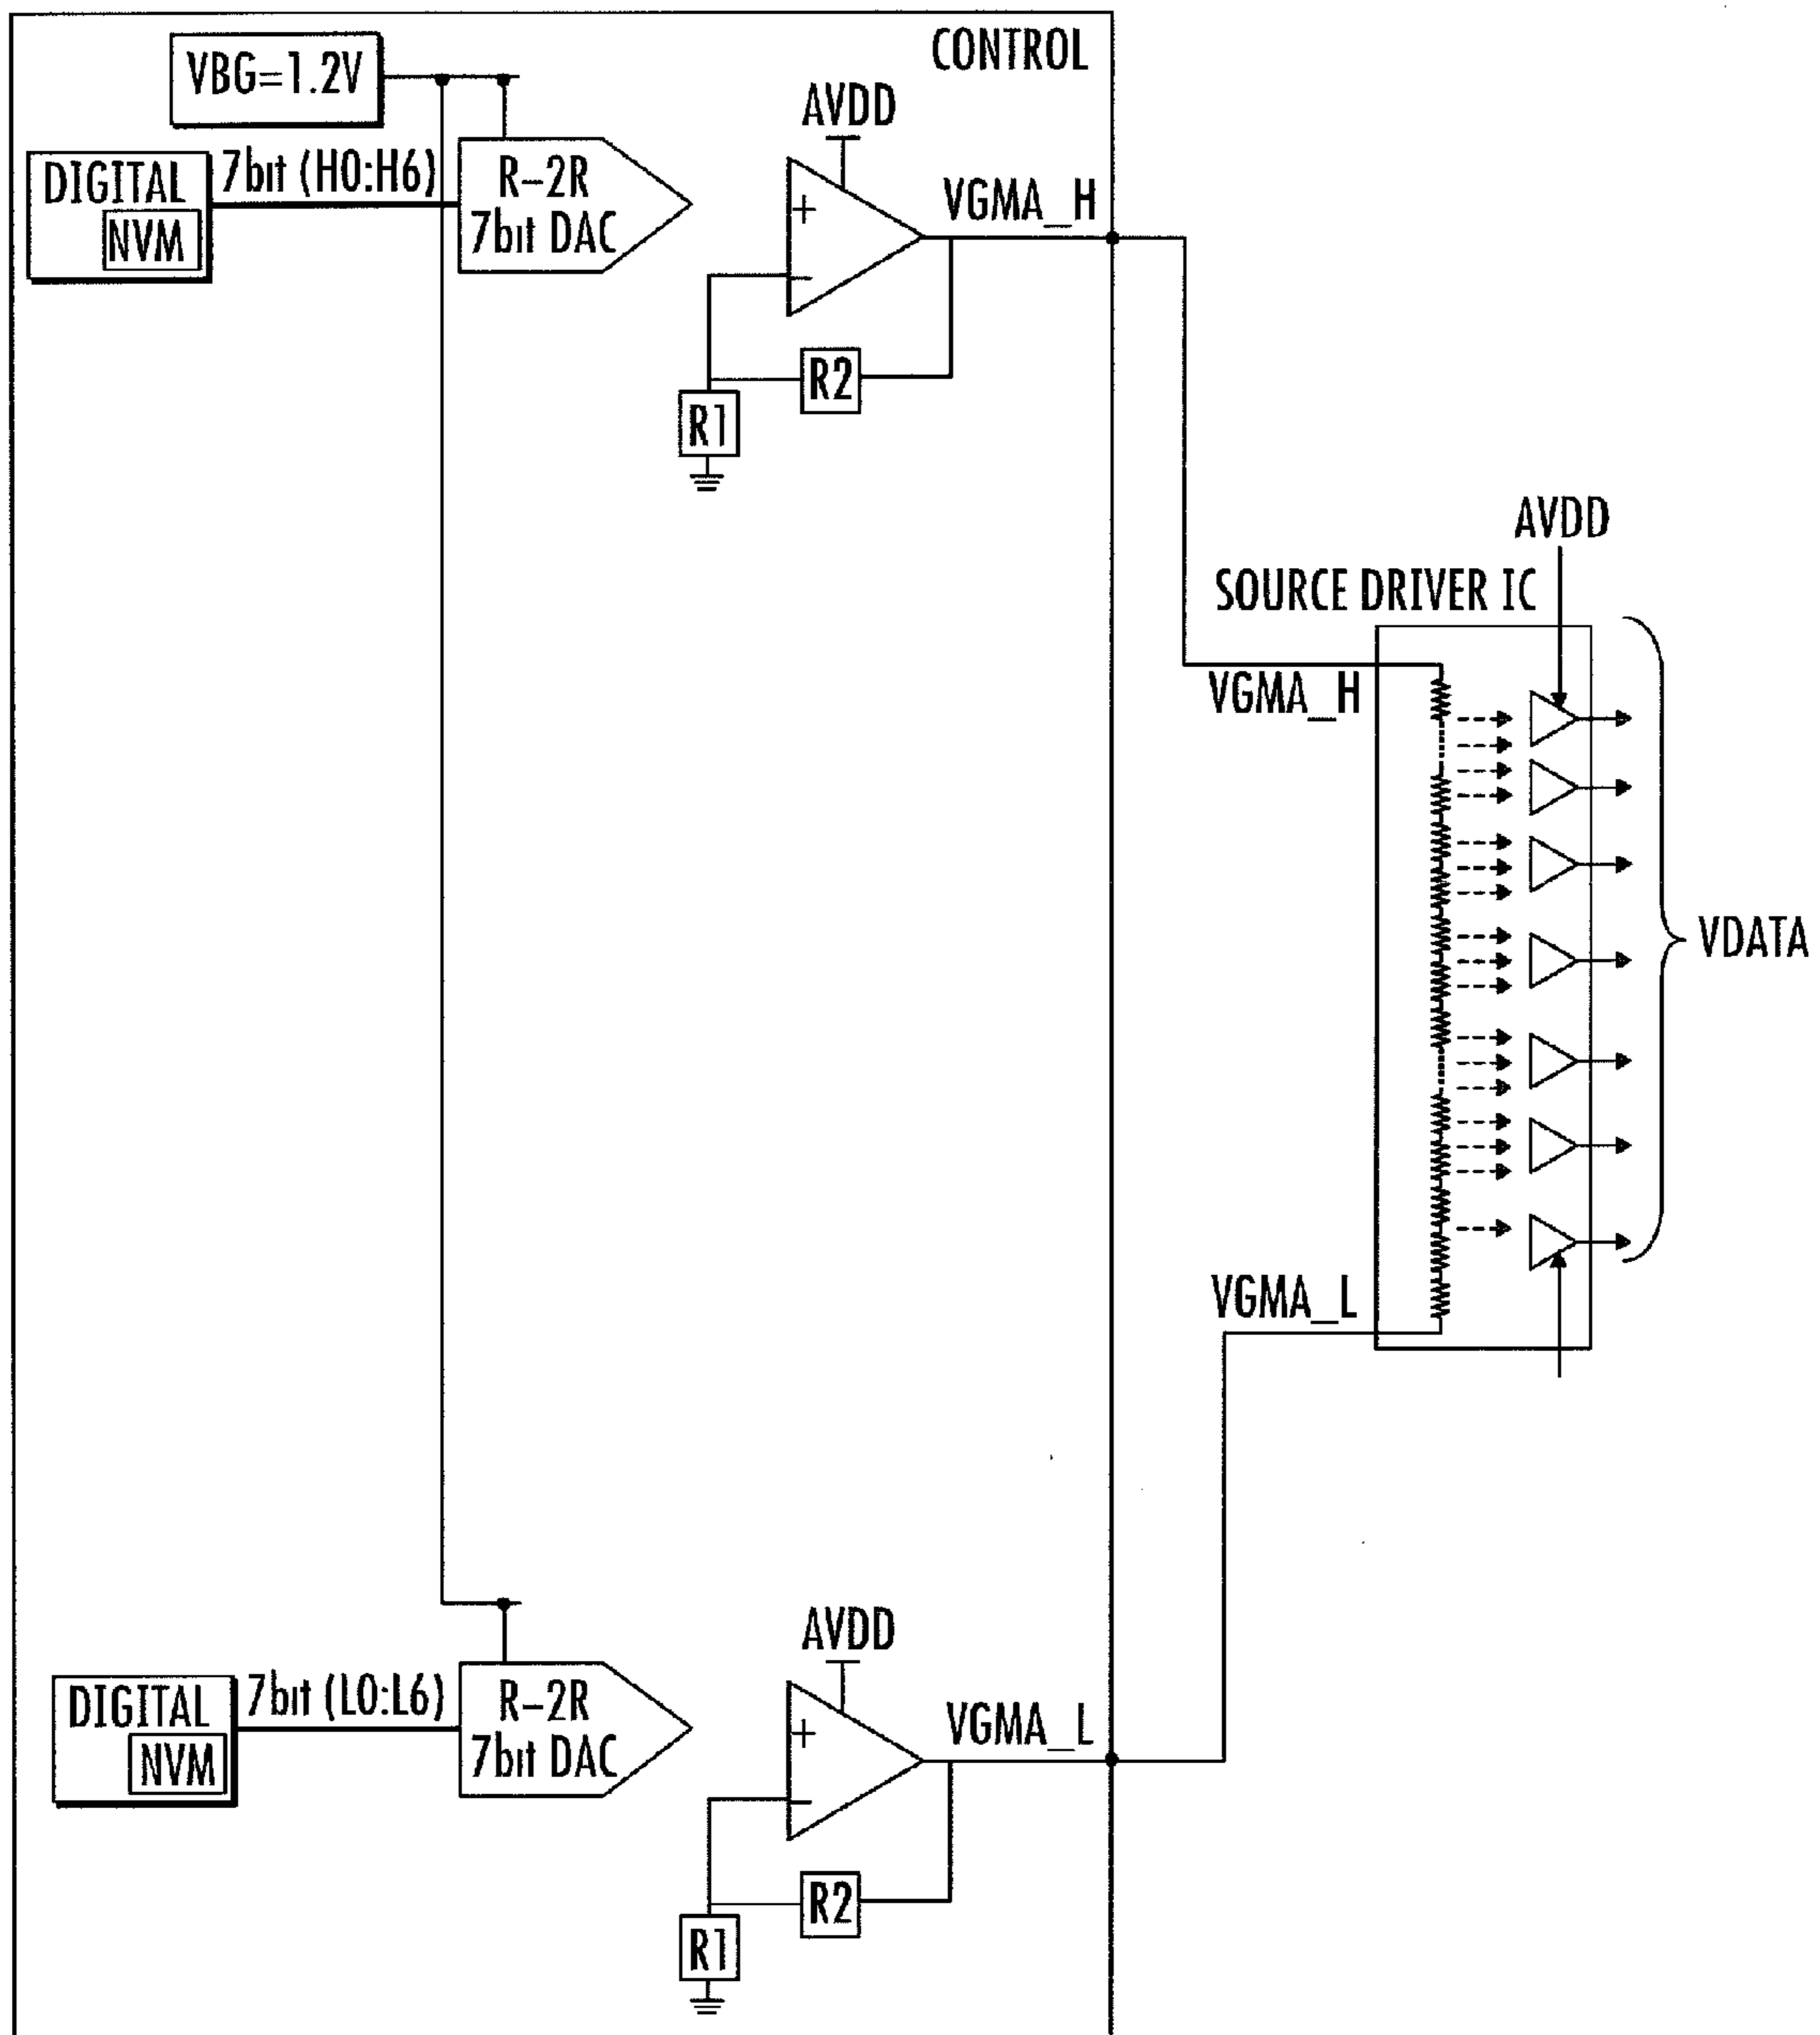 CONTROL
VBG=1.2V
AVDD
DIGITAL
NVM
7bit (H0:H6)
R-2R
7bit DAC
+
−
VGMA_H
R2
R1
AVDD
SOURCE DRIVER IC
VGMA_H
VDATA
VGMA_L
AVDD
DIGITAL
NVM
7bit (L0:L6)
R-2R
7bit DAC
+
−
VGMA_L
R2
R1